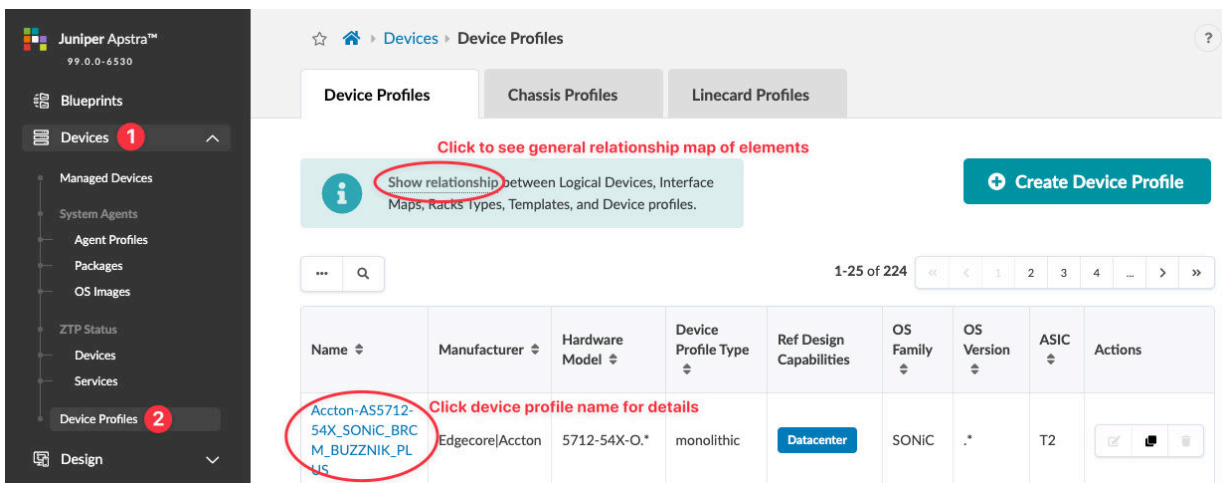 Juniper Apstra™
99.0.0-6530
Blueprints
Devices 1
Managed Devices
System Agents
Agent Profiles
Packages
OS Images
ZTP Status
Devices
Services
Device Profiles 2
Design
Devices Device Profiles
?
Device Profiles
Chassis Profiles
Linecard Profiles
Click to see general relationship map of elements
Show relationship between Logical Devices, Interface
Maps, Racks Types, Templates, and Device profiles.
Create Device Profile
1-25 of 224 « < 1 2 3 4 ... > »
Name
Manufacturer
Hardware
Model
Device
Profile Type
Ref Design
Capabilities
OS
Family
OS
Version
ASIC
Actions
Click device profile name for details
Accton-AS5712-
54X_SONiC_BRC
M_BUZZNIK_PL
US
Edgecore|Accton
5712-54X-O.*
monolithic
Datacenter
SONiC
.*
T2